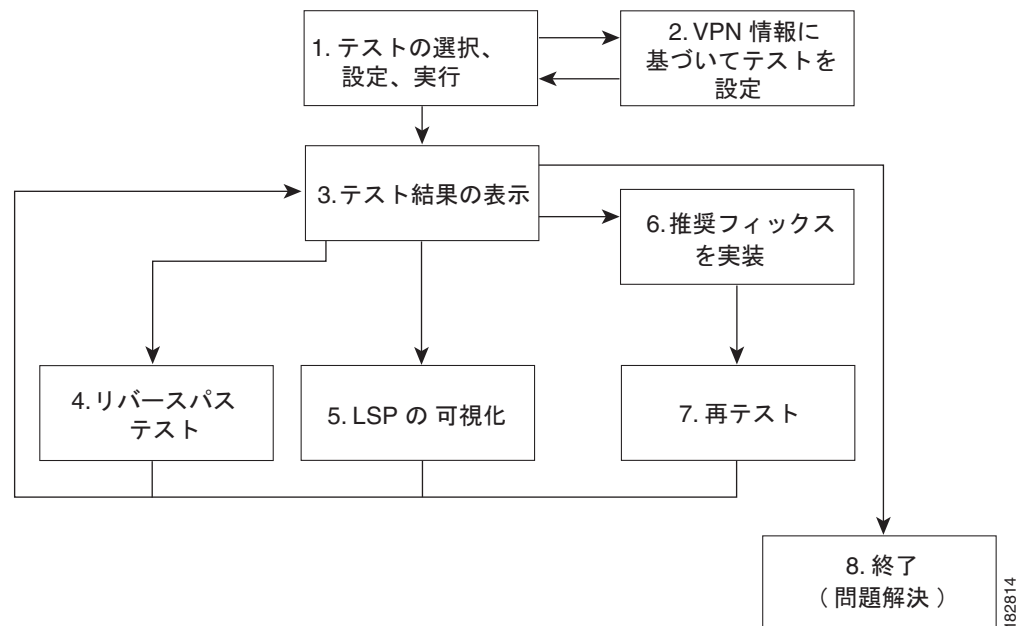 1. テストの選択、
設定、実行
2. VPN 情報に
基づいてテストを
設定
3. テスト結果の表示
6. 推奨フィックス
を実装
4. リバースパス
テスト
5. LSP の 可視化
7. 再テスト
8. 終了
（ 問題解決 ）
182814